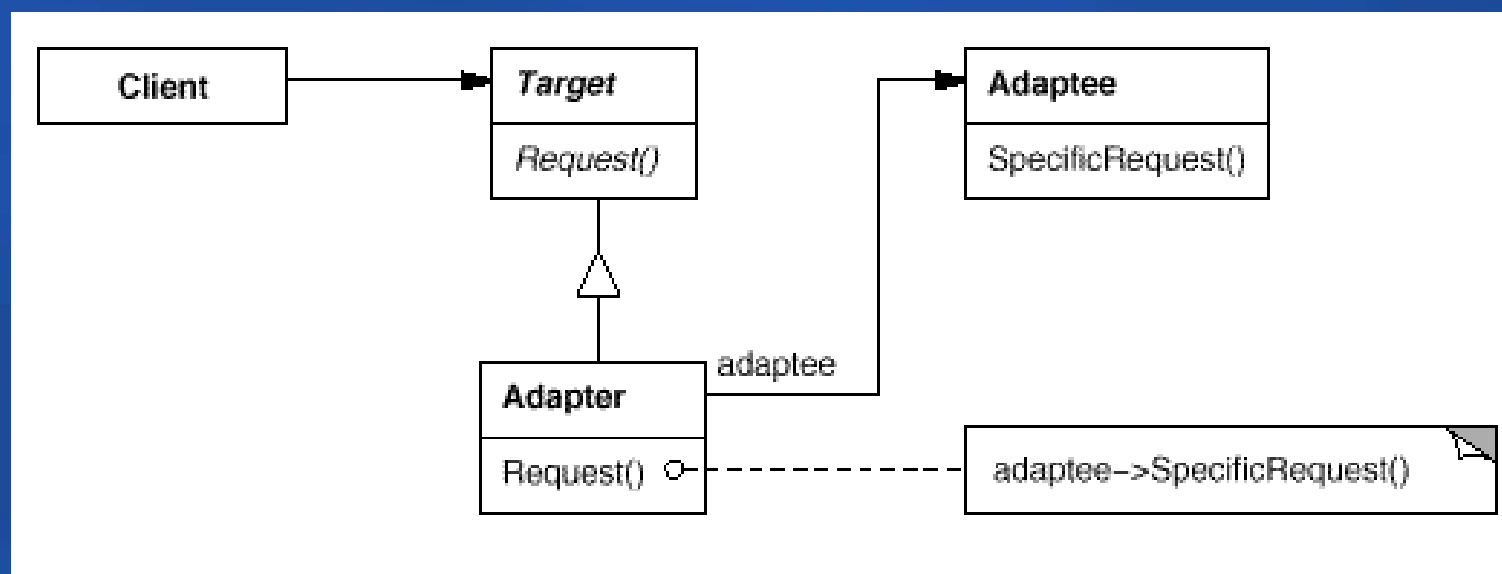 Client
Target
Request()
Adaptee
SpecificRequest()
adaptee
Adapter
Request()
adaptee–>SpecificRequest()